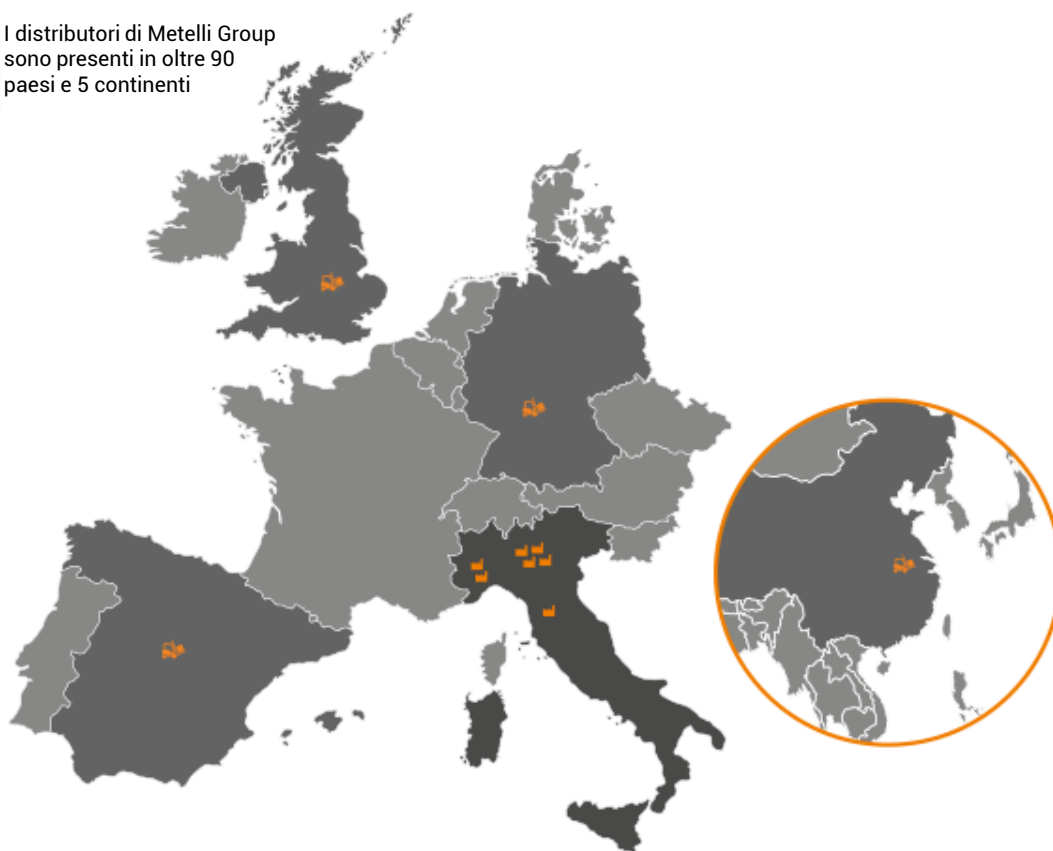 I distributori di Metelli Group
sono presenti in oltre 90
paesi e 5 continenti